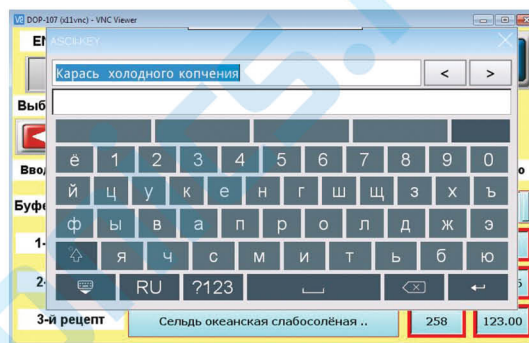 DOP-107 (x11vnc) - VNC Viewer
ASCII-KEY
Карась холодного копчения
< >
Выб
ё 1 2 3 4 5 6 7 8 9 0
й ц у к е н г ш щ з х ъ
ф ы в а п р о л д ж э
я ч с м и т ь б ю
RU ?123
3-й рецепт Сельдь океанская слабосолёная .. 258 123.00